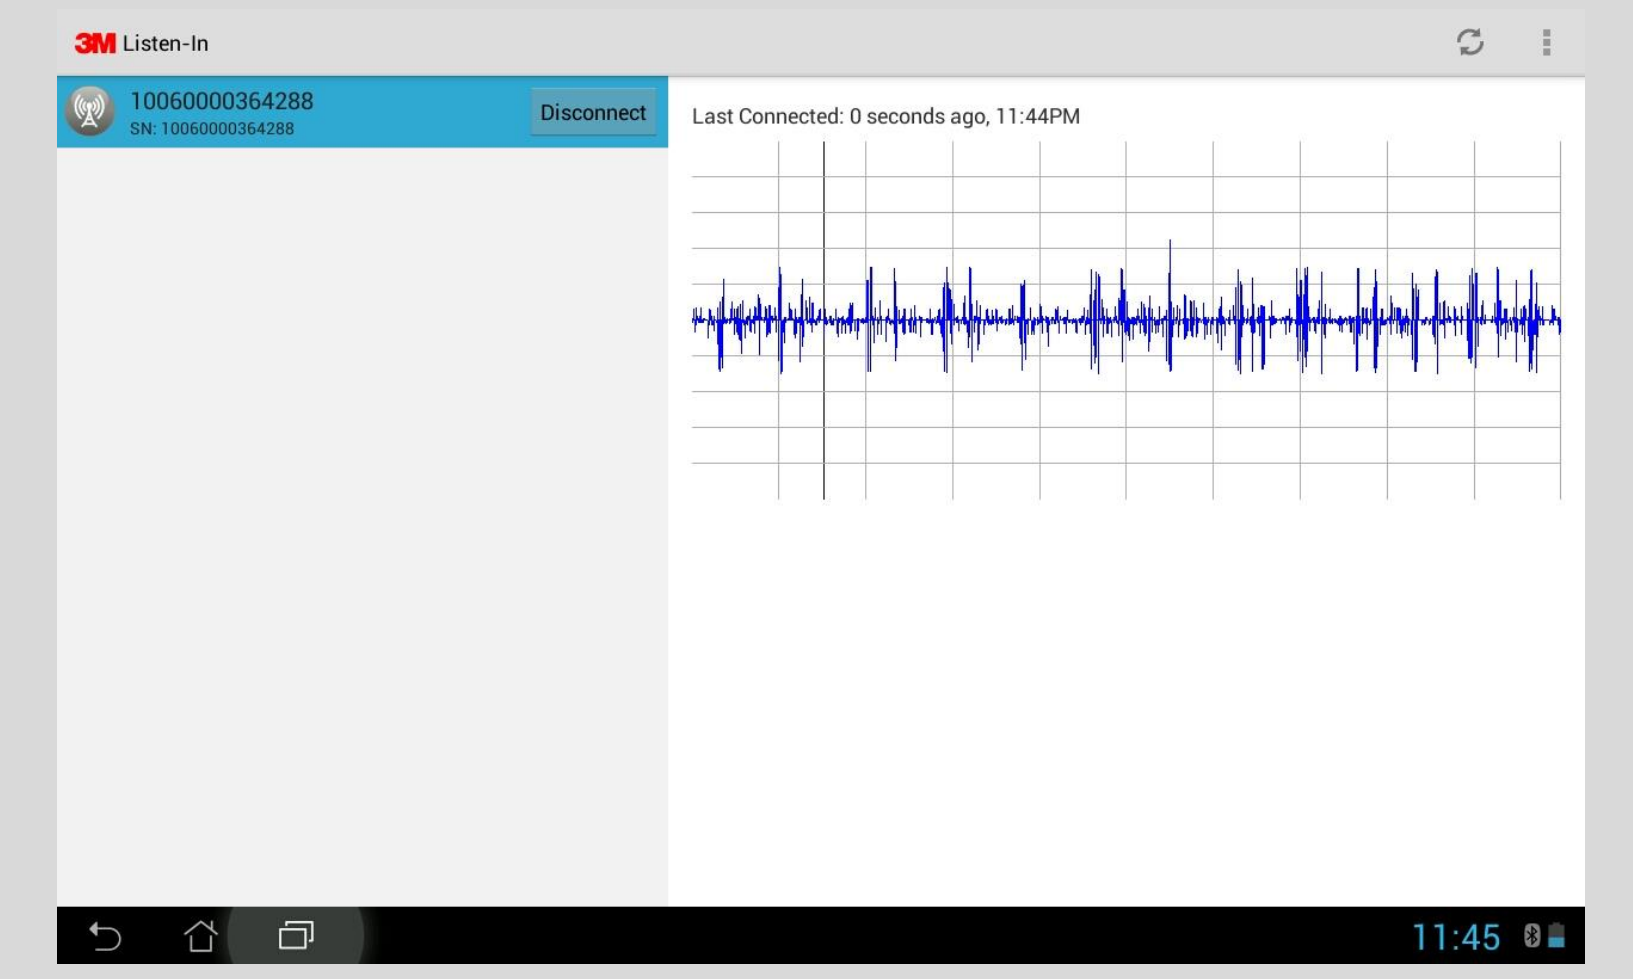 3M Listen-In
10060000364288
SN: 10060000364288
Disconnect
Last Connected: 0 seconds ago, 11:44PM
11:45